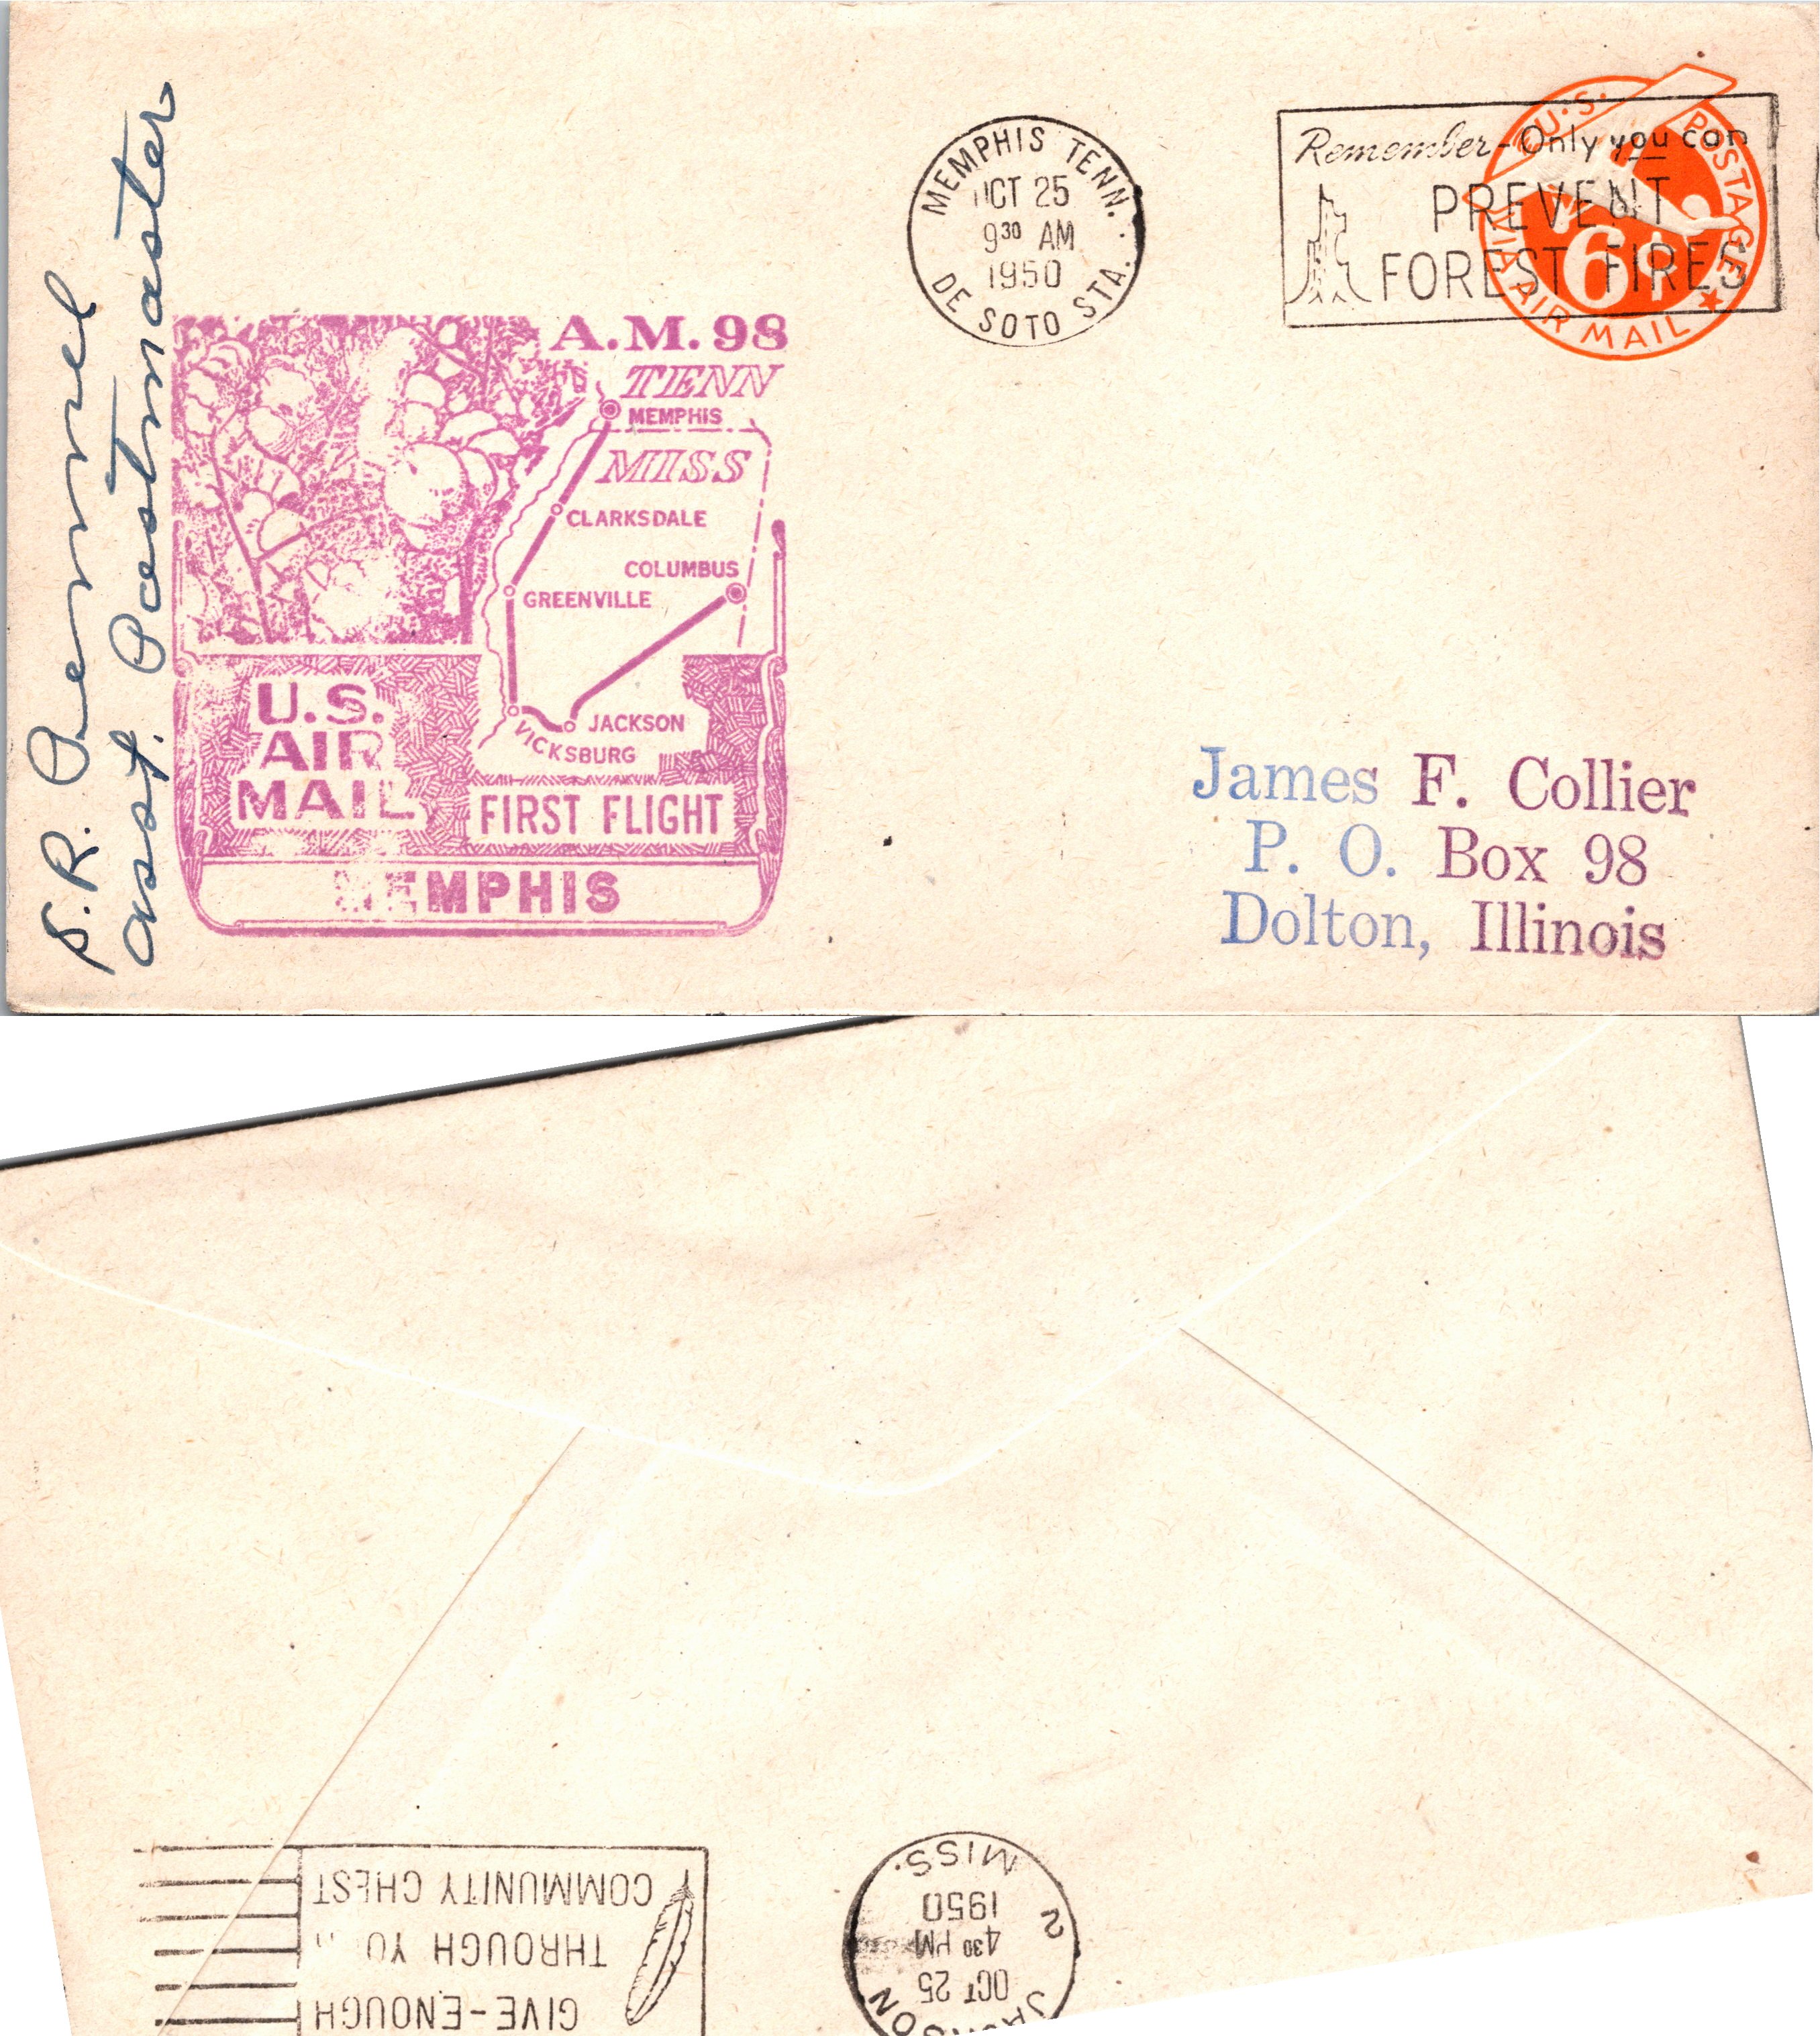 S.R.
Asst. Postmaster
MEMPHIS TENN.
OCT 25
9 30 AM
1950
DE SOTO STA.
Remember - Only you can
PREVENT
FOREST FIRES
U.S. POSTAGE
6¢
VIA AIR MAIL
A.M. 98
TENN
MEMPHIS
MISS
CLARKSDALE
COLUMBUS
GREENVILLE
JACKSON
VICKSBURG
U.S.
AIR
MAIL
FIRST FLIGHT
MEMPHIS
James F. Collier
P. O. Box 98
Dolton, Illinois
GIVE-ENOUGH
THROUGH
COMMUNITY CHEST
JACKSON 2
OCT 25
4 30 PM
1950
MISS.